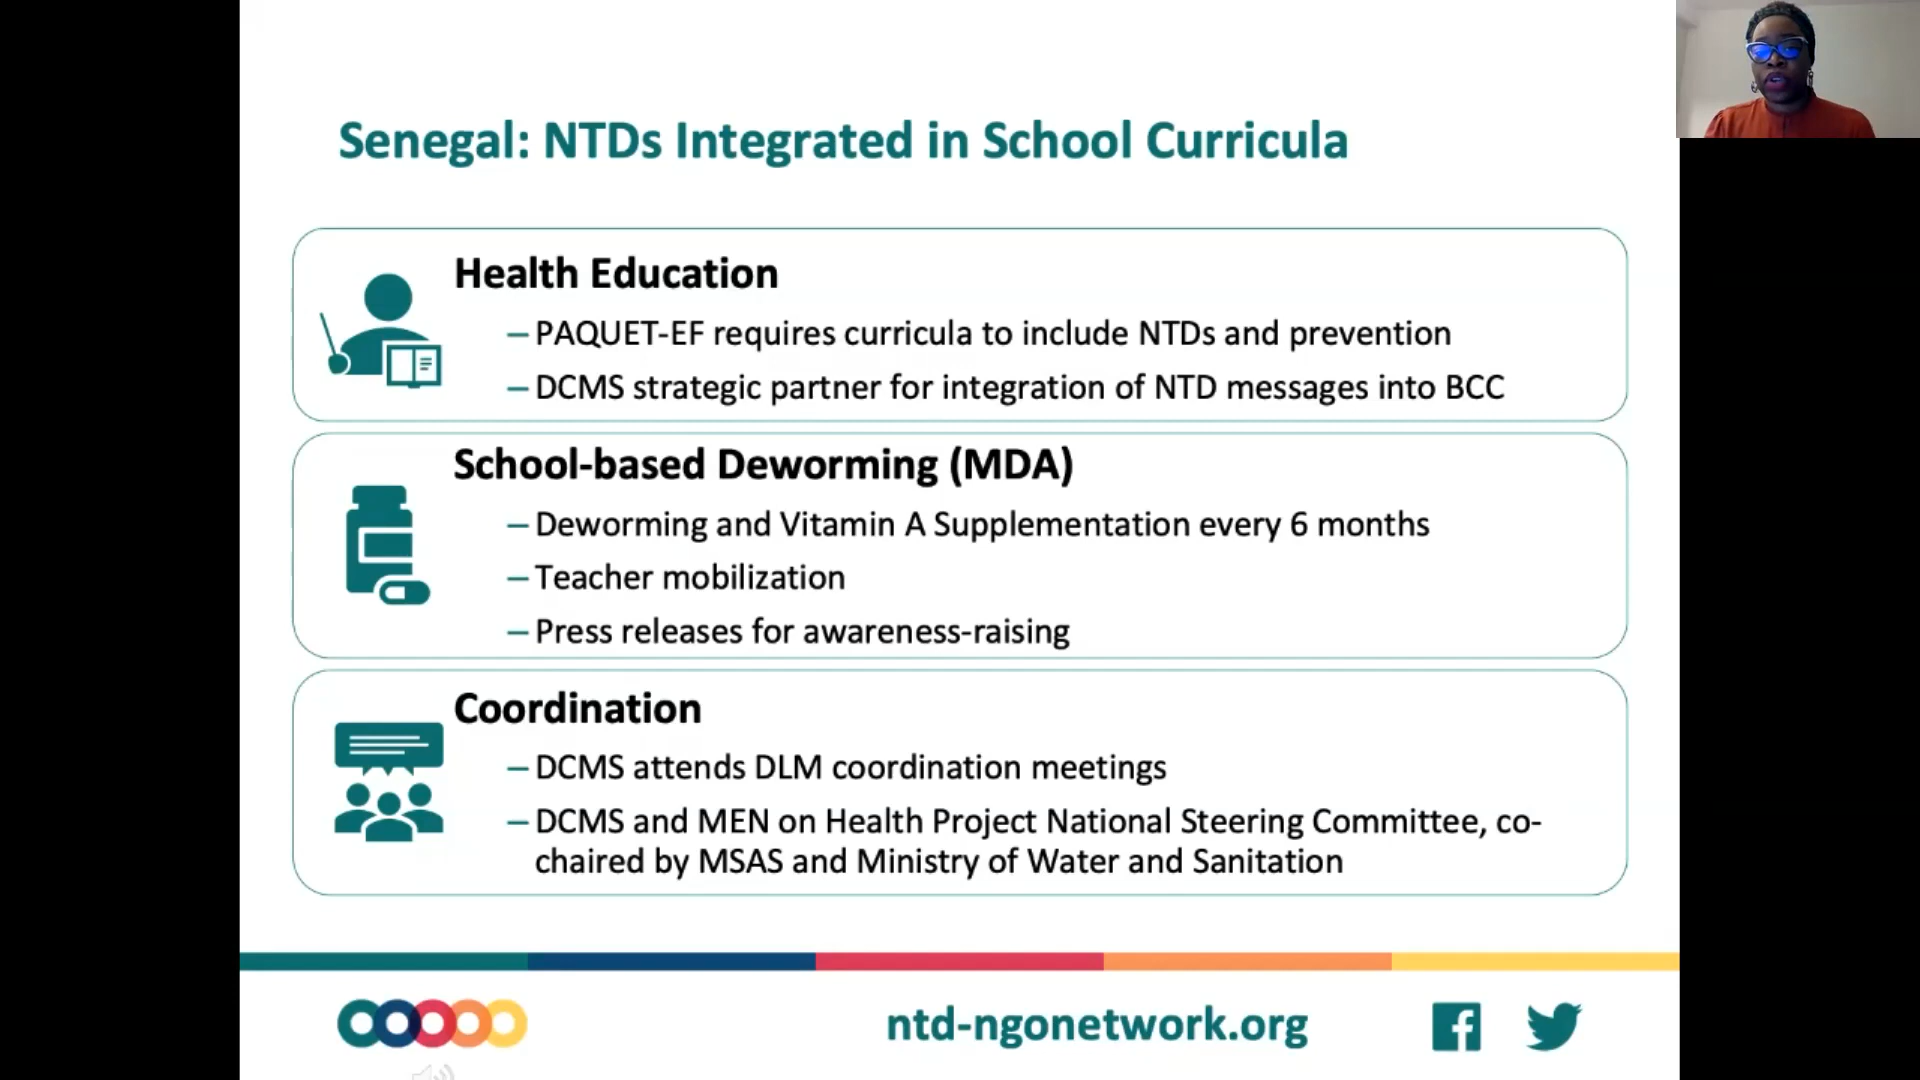 Senegal: NTDs Integrated in School Curricula
Health Education
– PAQUET-EF requires curricula to include NTDs and prevention
– DCMS strategic partner for integration of NTD messages into BCC
School-based Deworming (MDA)
– Deworming and Vitamin A Supplementation every 6 months
– Teacher mobilization
– Press releases for awareness-raising
Coordination
– DCMS attends DLM coordination meetings
– DCMS and MEN on Health Project National Steering Committee, co-
chaired by MSAS and Ministry of Water and Sanitation
ntd-ngonetwork.org